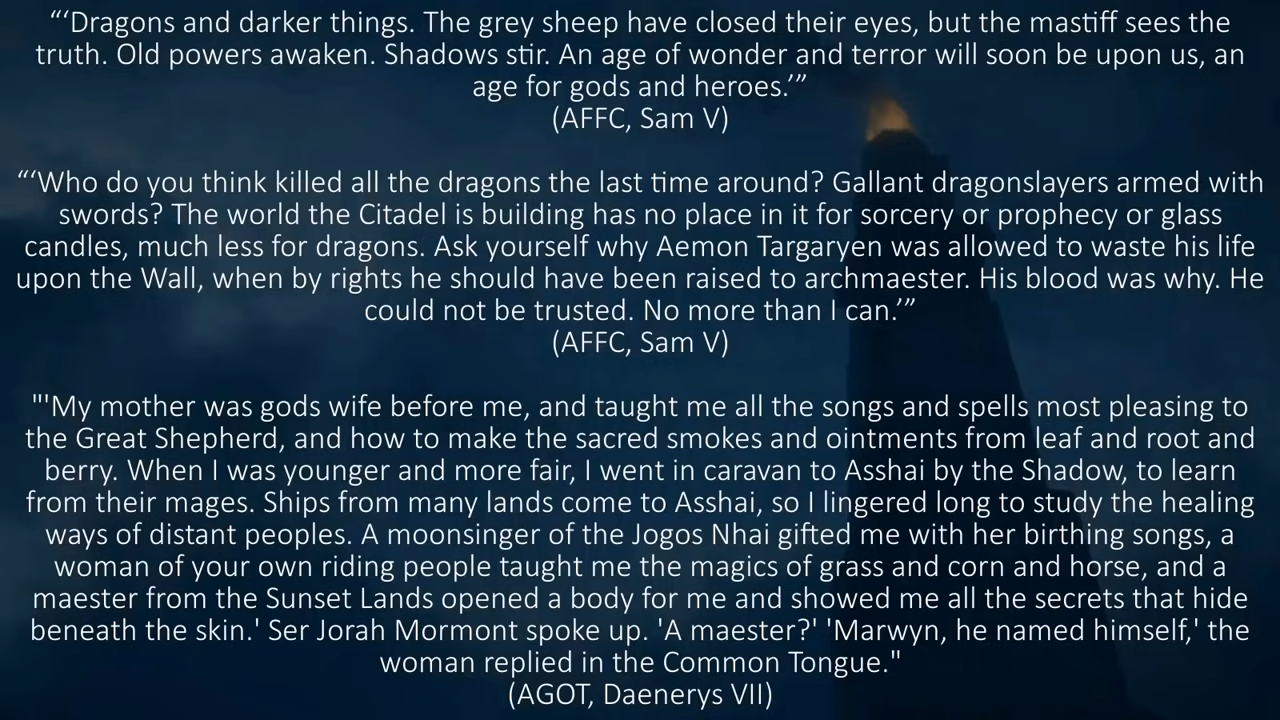 “‘Dragons and darker things. The grey sheep have closed their eyes, but the mastiff sees the
truth. Old powers awaken. Shadows stir. An age of wonder and terror will soon be upon us, an
age for gods and heroes.’”
(AFFC, Sam V)
“‘Who do you think killed all the dragons the last time around? Gallant dragonslayers armed with
swords? The world the Citadel is building has no place in it for sorcery or prophecy or glass
candles, much less for dragons. Ask yourself why Aemon Targaryen was allowed to waste his life
upon the Wall, when by rights he should have been raised to archmaester. His blood was why. He
could not be trusted. No more than I can.’”
(AFFC, Sam V)
"'My mother was gods wife before me, and taught me all the songs and spells most pleasing to
the Great Shepherd, and how to make the sacred smokes and ointments from leaf and root and
berry. When I was younger and more fair, I went in caravan to Asshai by the Shadow, to learn
from their mages. Ships from many lands come to Asshai, so I lingered long to study the healing
ways of distant peoples. A moonsinger of the Jogos Nhai gifted me with her birthing songs, a
woman of your own riding people taught me the magics of grass and corn and horse, and a
maester from the Sunset Lands opened a body for me and showed me all the secrets that hide
beneath the skin.' Ser Jorah Mormont spoke up. 'A maester?' 'Marwyn, he named himself,' the
woman replied in the Common Tongue."
(AGOT, Daenerys VII)